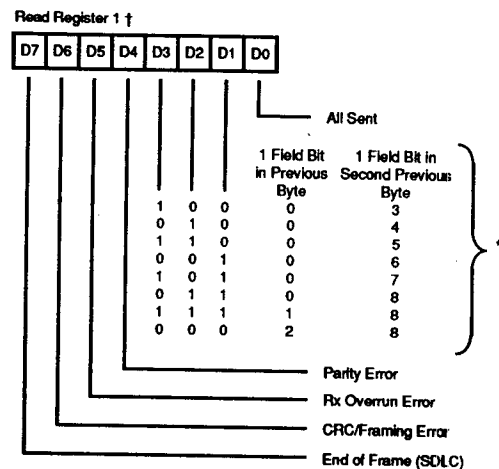 Read Register 1 †
D7 D6 D5 D4 D3 D2 D1 D0
All Sent
1 Field Bit in Previous Byte
1 Field Bit in Second Previous Byte
1 0 0 0 3
0 1 0 0 4
1 1 0 0 5
0 0 1 0 6
1 0 1 0 7
0 1 1 0 8
1 1 1 1 8
0 0 0 2 8
Parity Error
Rx Overrun Error
CRC/Framing Error
End of Frame (SDLC)